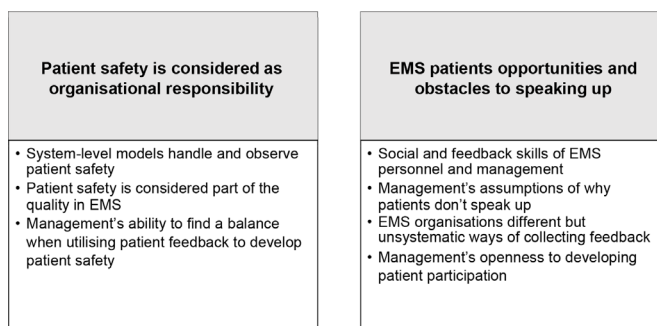 Patient safety is considered as
organisational responsibility
• System-level models handle and observe
patient safety
• Patient safety is considered part of the
quality in EMS
• Management's ability to find a balance
when utilising patient feedback to develop
patient safety
EMS patients opportunities and
obstacles to speaking up
• Social and feedback skills of EMS
personnel and management
• Management's assumptions of why
patients don't speak up
• EMS organisations different but
unsystematic ways of collecting feedback
• Management's openness to developing
patient participation